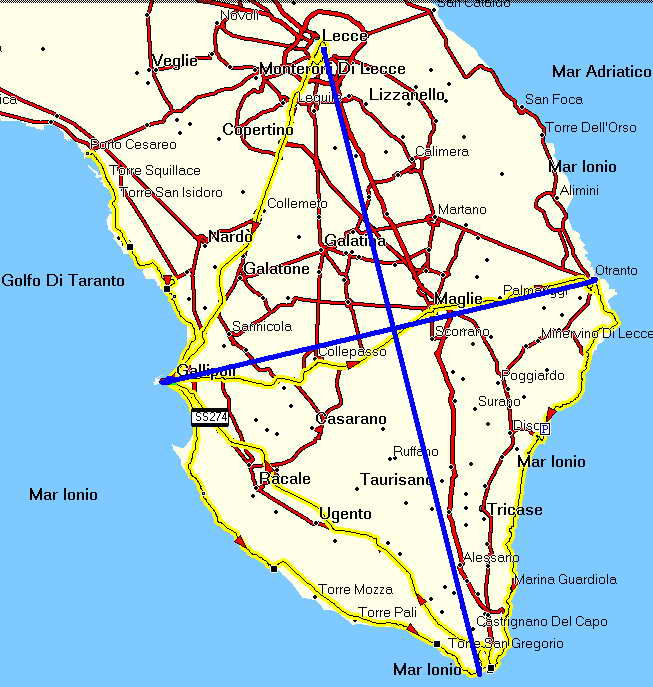 San Cataldo
Novoli
Lecce
Veglie
Monteroni Di Lecce
Mar Adriatico
Lequile
Lizzanello
San Foca
Copertino
Torre Dell'Orso
Porto Cesareo
Calimera
Torre Squillace
Mar Ionio
Torre San Isidoro
Alimini
Collemeto
Martano
Nardò
Galatina
Galatone
Otranto
Golfo Di Taranto
Palmariggi
Maglie
Sannicola
Scorrano
Minervino Di Lecce
Collepasso
Gallipoli
Poggiardo
Surano
SS274
Casarano
Diso
P
Ruffano
Mar Ionio
Racale
Taurisano
Mar Ionio
Ugento
Tricase
Alessano
Marina Guardiola
Torre Mozza
Torre Pali
Castrignano Del Capo
Torre San Gregorio
Mar Ionio